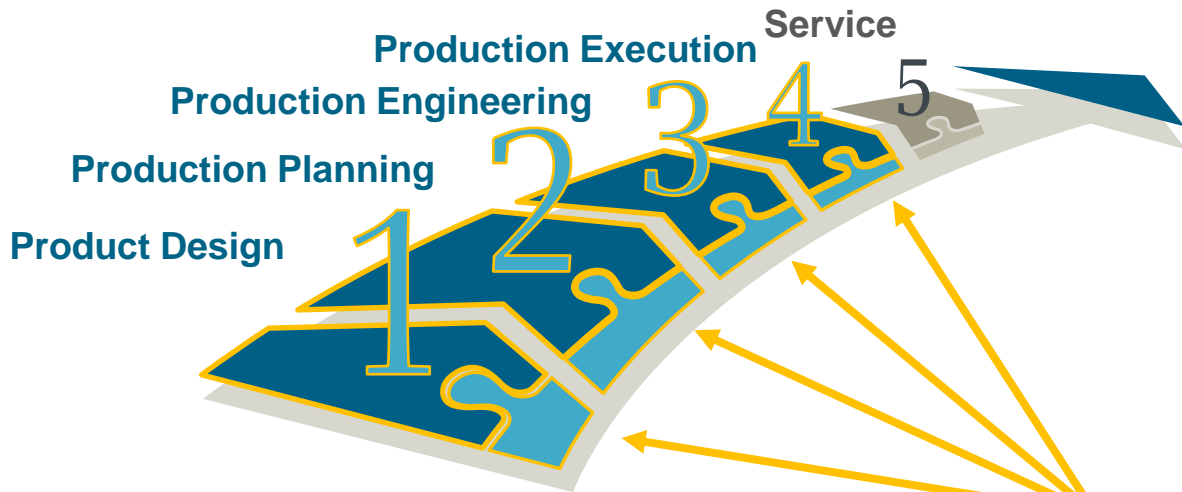 Service
Production Execution
4
5
Production Engineering
3
Production Planning
2
Product Design
1